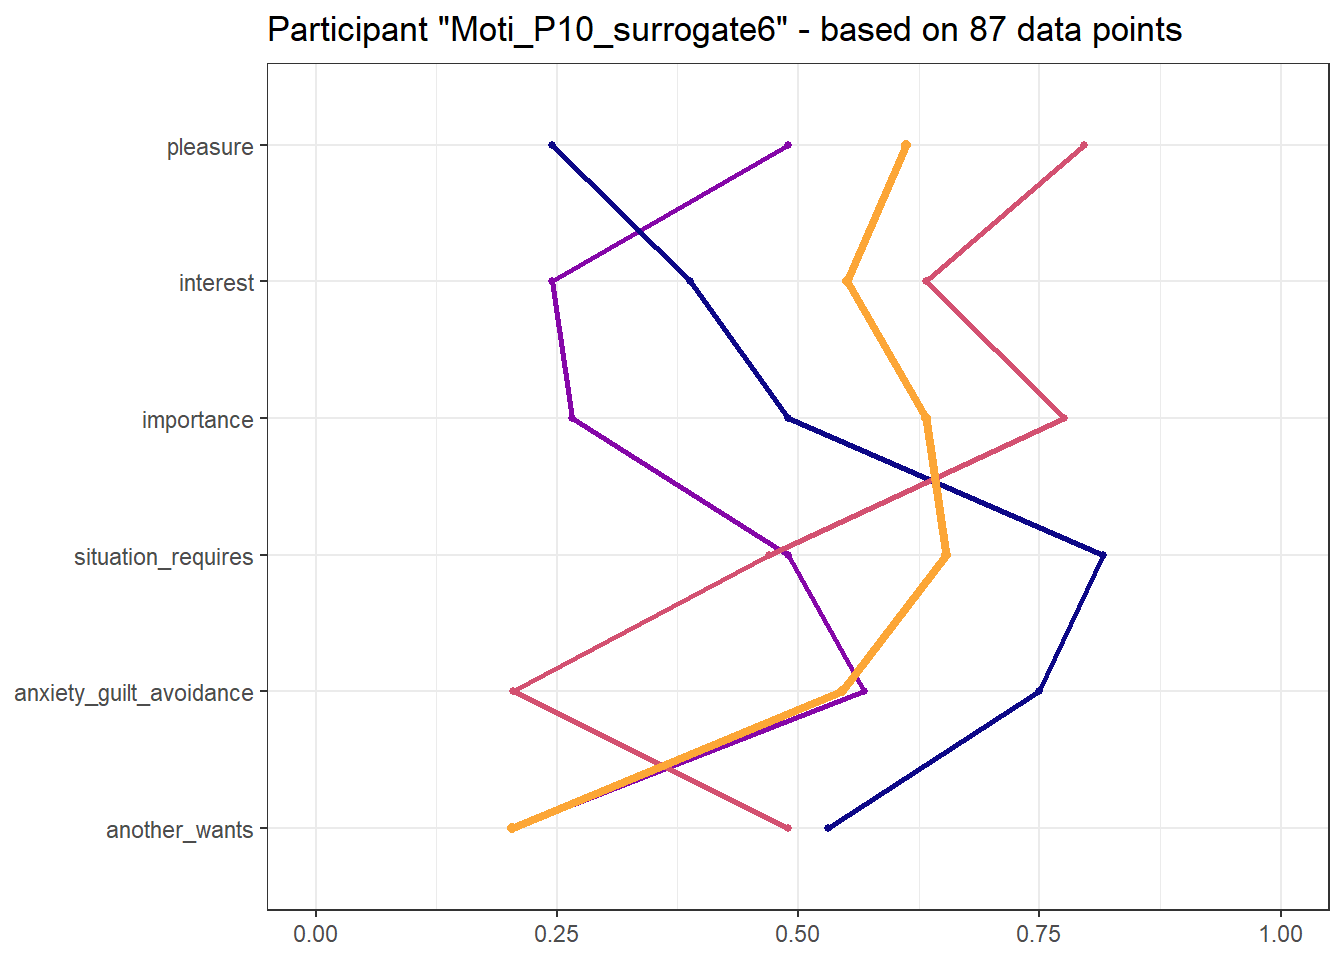 Participant "Moti_P10_surrogate6" - based on 87 data points
pleasure
interest
importance
situation_requires
anxiety_guilt_avoidance
another_wants
0.00 0.25 0.50 0.75 1.00